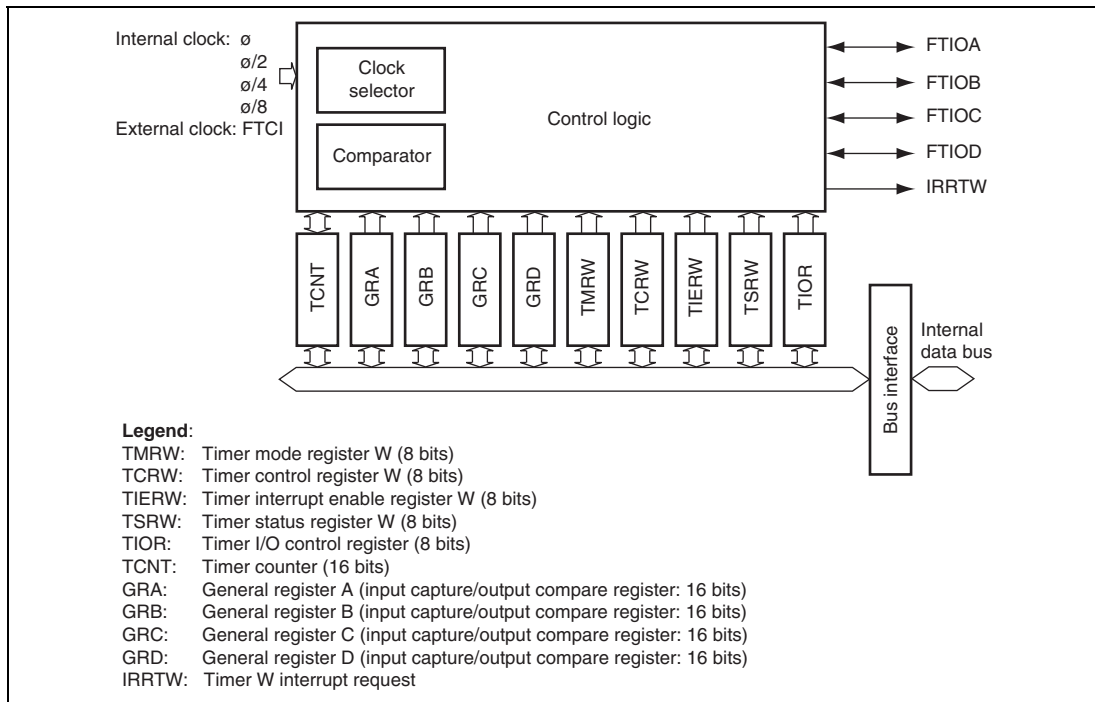 Internal clock: ø
ø/2
ø/4
ø/8
External clock: FTCI
Clock
selector
Comparator
Control logic
FTIOA
FTIOB
FTIOC
FTIOD
IRRTW
TCNT
GRA
GRB
GRC
GRD
TMRW
TCRW
TIERW
TSRW
TIOR
Bus interface
Internal
data bus
Legend:
TMRW: Timer mode register W (8 bits)
TCRW: Timer control register W (8 bits)
TIERW: Timer interrupt enable register W (8 bits)
TSRW: Timer status register W (8 bits)
TIOR: Timer I/O control register (8 bits)
TCNT: Timer counter (16 bits)
GRA: General register A (input capture/output compare register: 16 bits)
GRB: General register B (input capture/output compare register: 16 bits)
GRC: General register C (input capture/output compare register: 16 bits)
GRD: General register D (input capture/output compare register: 16 bits)
IRRTW: Timer W interrupt request